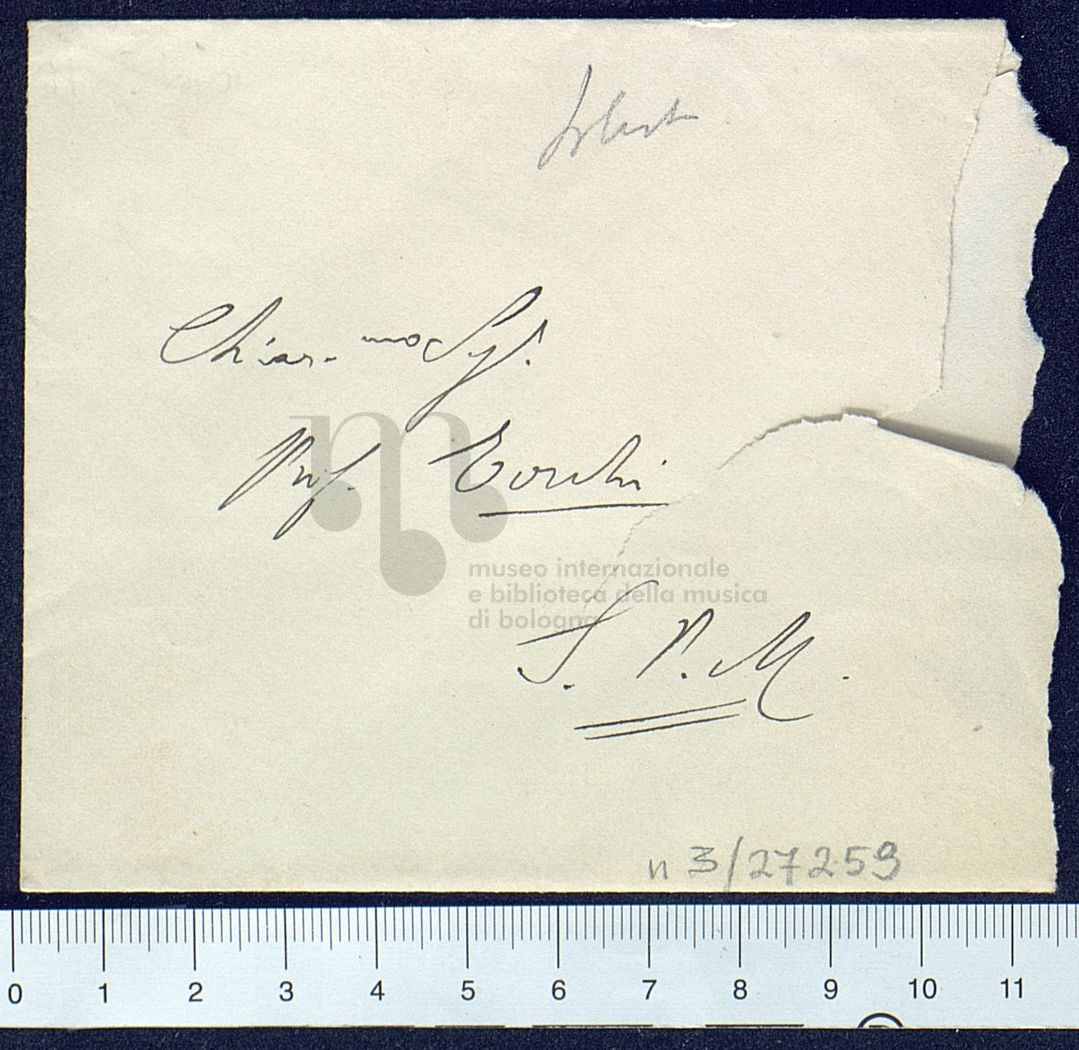 Chiar.mo Sigr.
Prof. Torchi
museo internazionale
e biblioteca della musica
di bologna
S. P. M.
n 3/27259
0 1 2 3 4 5 6 7 8 9 10 11